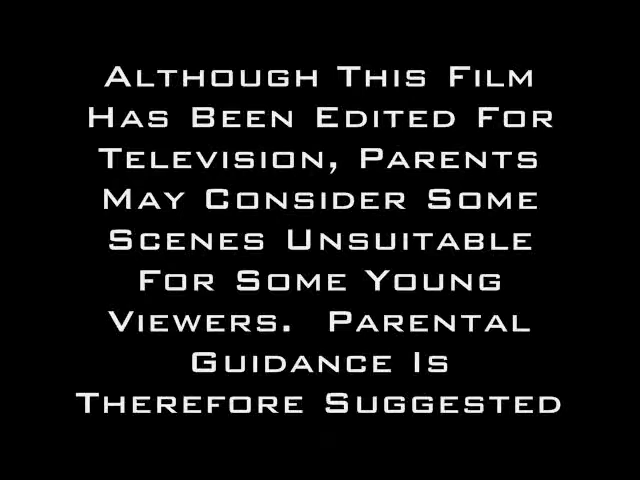 Although This Film
Has Been Edited For
Television, Parents
May Consider Some
Scenes Unsuitable
For Some Young
Viewers.  Parental
Guidance Is
Therefore Suggested